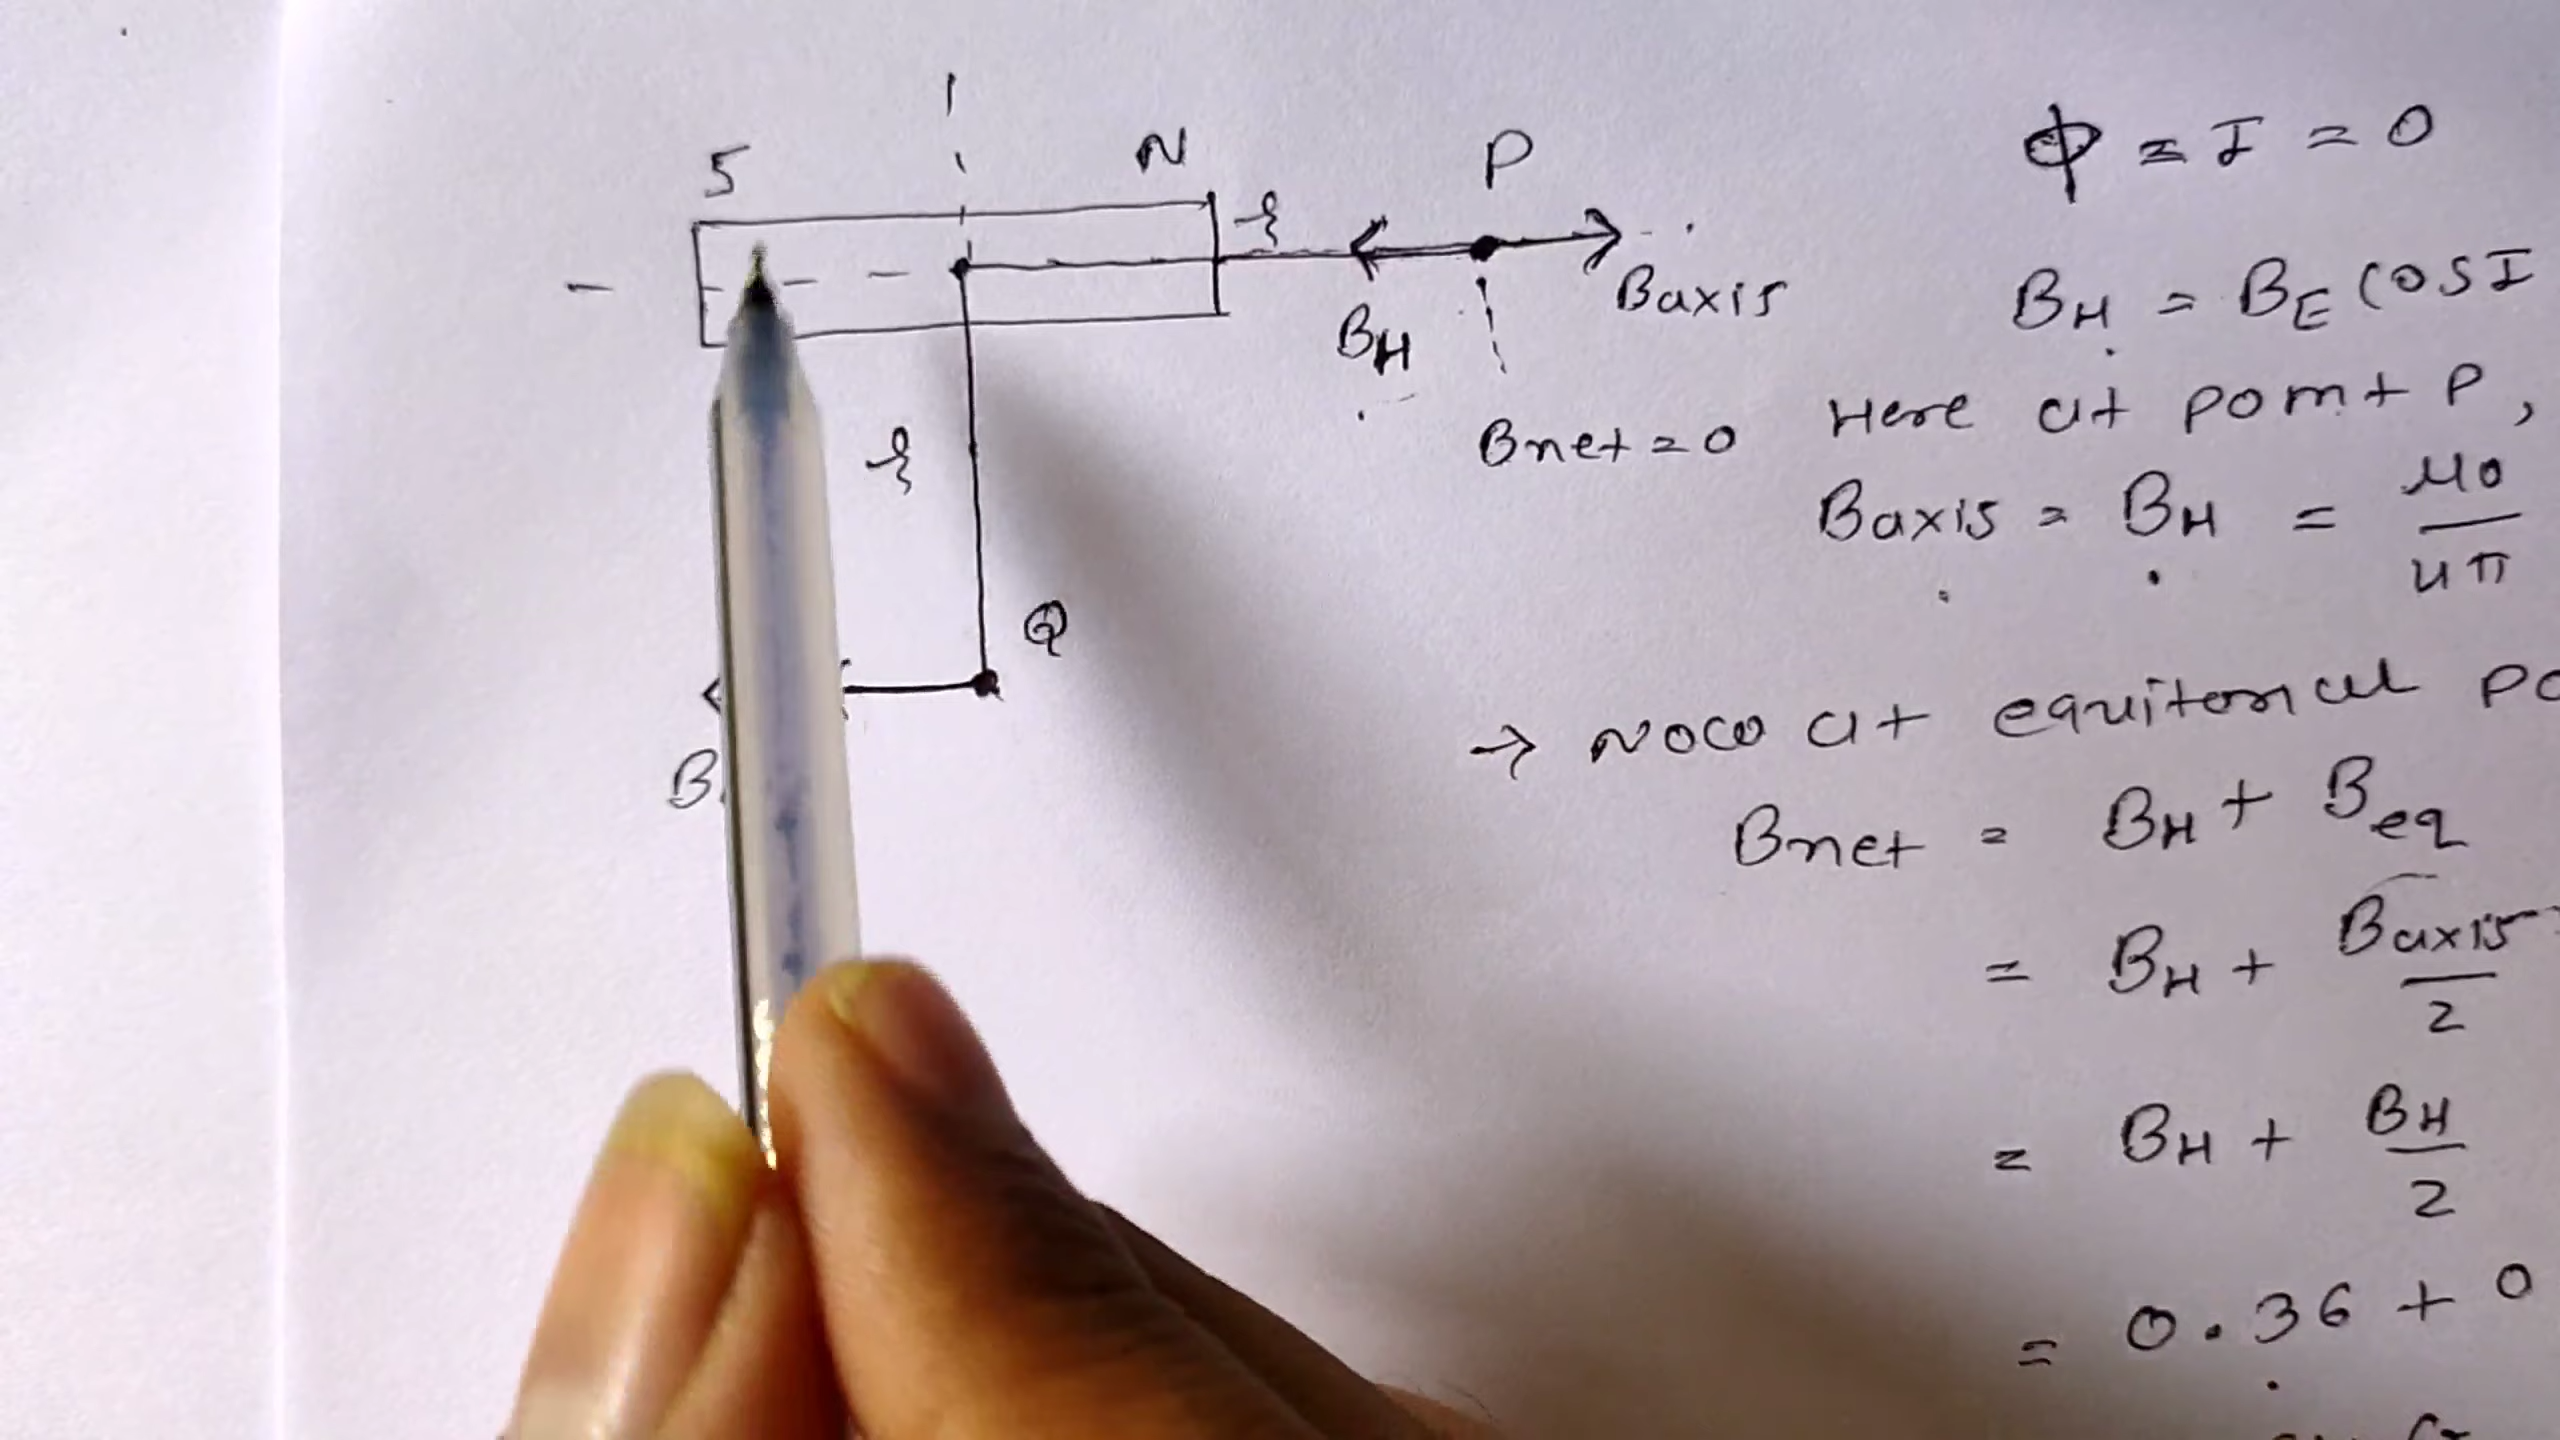 S N P
r
Baxis
BH
Bnet = 0
r
Q
B
φ = I = 0
BH = BE cos I
Here at point P,
Baxis = BH = μ0
4π
→ Now at equitorial po
Bnet = BH + Beq
= BH + Baxis
2
= BH + BH
2
= 0.36 + 0